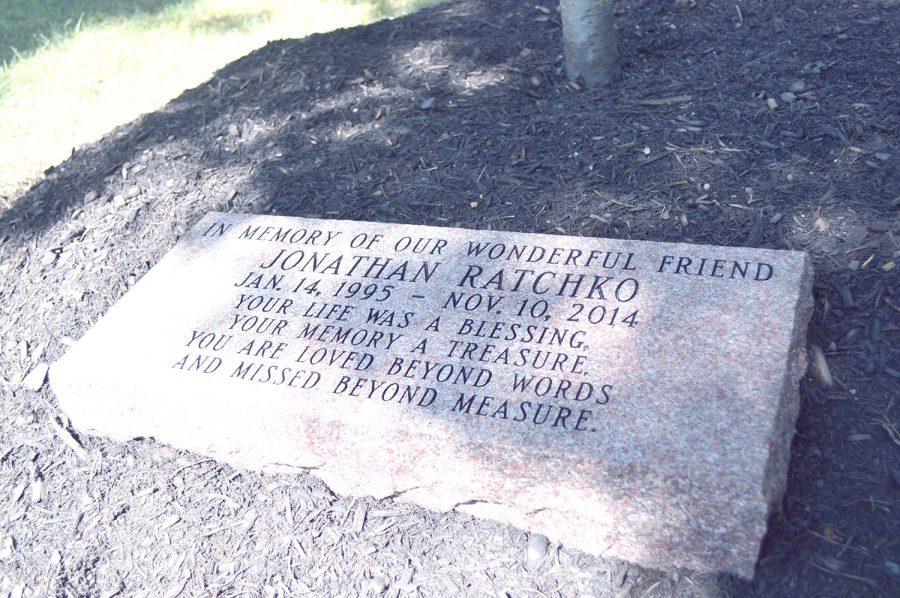 IN MEMORY OF OUR WONDERFUL FRIEND
JONATHAN RATCHKO
JAN. 14, 1995 – NOV. 10, 2014
YOUR LIFE WAS A BLESSING,
YOUR MEMORY A TREASURE,
YOU ARE LOVED BEYOND WORDS
AND MISSED BEYOND MEASURE.